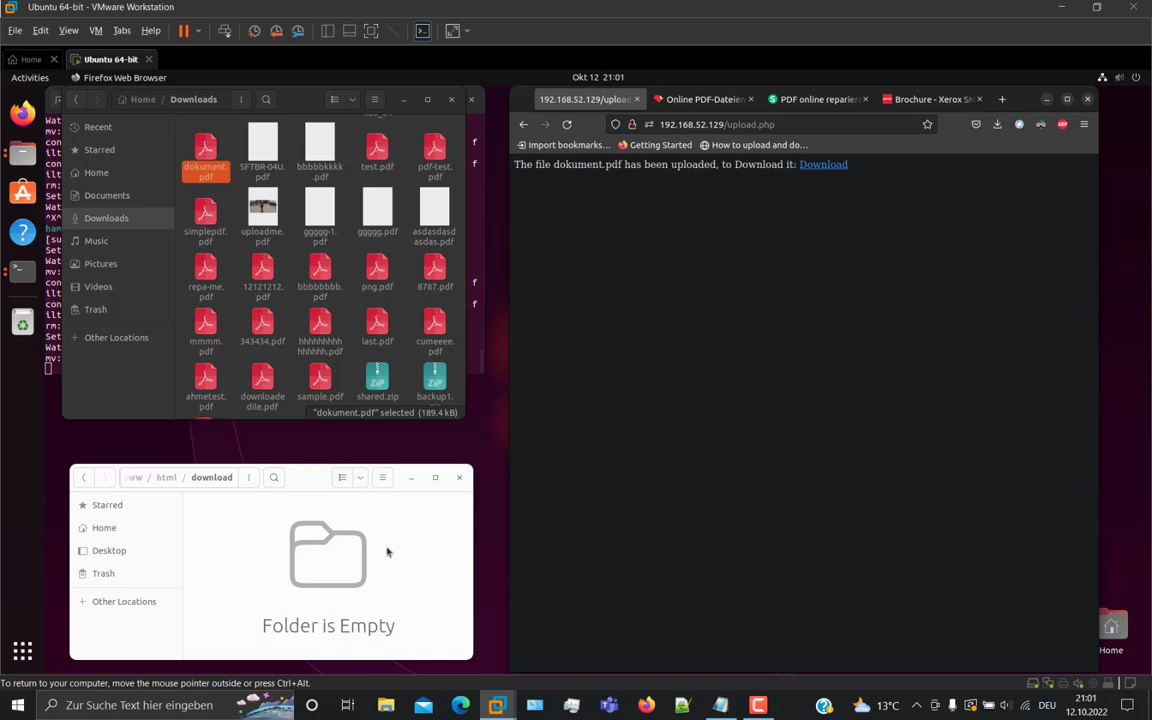 Ubuntu 64-bit - VMware Workstation
File Edit View VM Tabs Help
Home
Ubuntu 64-bit
Activities
Firefox Web Browser
Okt 12 21:01
Home / Downloads
Recent
Starred
Home
Documents
Downloads
Music
Pictures
Videos
Trash
Other Locations
dokument.pdf
SFTBR-04U.pdf
bbbbbkkkk.pdf
test.pdf
pdf-test.pdf
simplepdf.pdf
uploadme.pdf
ggggg-1.pdf
ggggg.pdf
asdasdasdasdas.pdf
repa-me.pdf
12121212.pdf
bbbbbbbb.pdf
png.pdf
8787.pdf
mmmm.pdf
343434.pdf
last.pdf
cumeeee.pdf
ahmetest.pdf
downloadedile.pdf
sample.pdf
shared.zip
backup1.
"dokument.pdf" selected (189.4 kB)
192.168.52.129/upload
Online PDF-Dateien
PDF online reparieren
Brochure - Xerox SM
192.168.52.129/upload.php
Import bookmarks...
Getting Started
How to upload and do...
The file dokument.pdf has been uploaded, to Download it: Download
html / download
Starred
Home
Desktop
Trash
Other Locations
Folder is Empty
Home
To return to your computer, move the mouse pointer outside or press Ctrl+Alt.
Zur Suche Text hier eingeben
13°C
DEU
21:01
12.10.2022